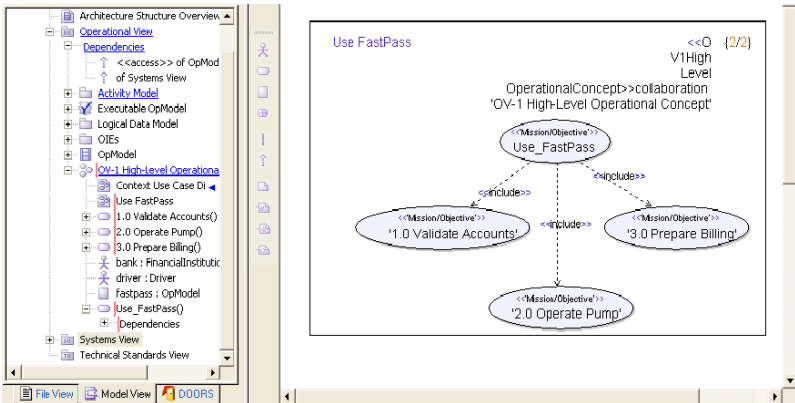 Architecture Structure Overview
Operational View
Dependencies
<<access>> of OpMod
of Systems View
Activity Model
Executable OpModel
Logical Data Model
OIEs
OpModel
OV-1 High-Level Operationa
Context Use Case Di
Use FastPass
1.0 Validate Accounts()
2.0 Operate Pump()
3.0 Prepare Billing()
bank : FinancialInstitutic
driver : Driver
fastpass : OpModel
Use_FastPass()
Dependencies
Systems View
Technical Standards View
File View Model View DOORS
Use FastPass <<O {2/2}
V1High
Level
OperationalConcept>>collaboration
'OV-1 High-Level Operational Concept'
<<'Mission/Objective'>>
Use_FastPass
<<include>> <<include>>
<<'Mission/Objective'>> <<include>> <<'Mission/Objective'>>
'1.0 Validate Accounts' '3.0 Prepare Billing'
<<'Mission/Objective'>>
'2.0 Operate Pump'